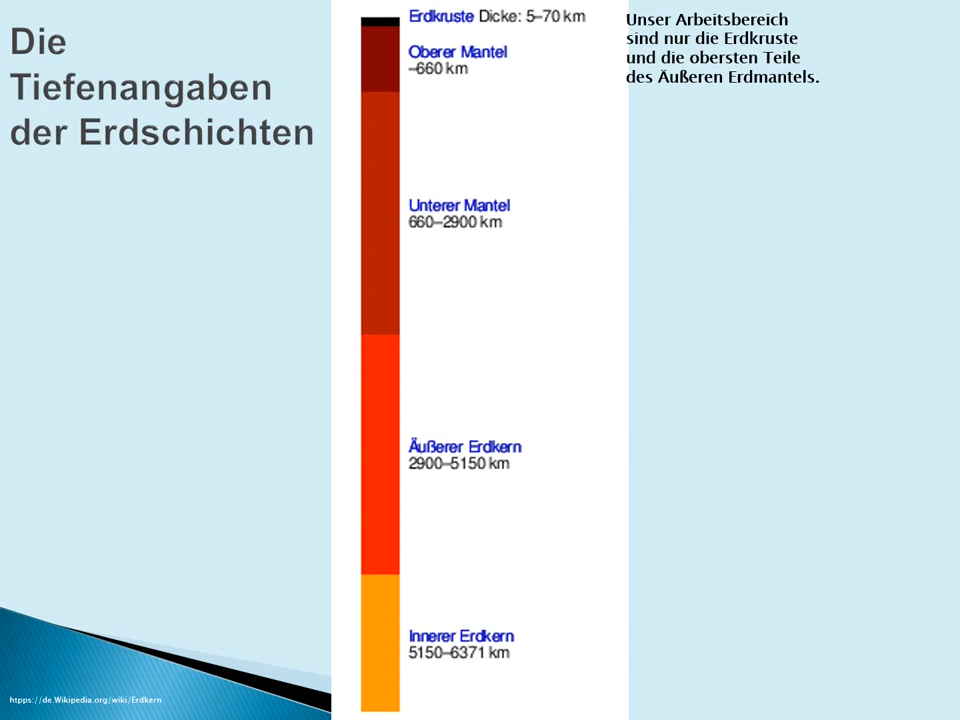 Die
Tiefenangaben
der Erdschichten
Erdkruste Dicke: 5–70 km
Oberer Mantel
–660 km
Unterer Mantel
660–2900 km
Äußerer Erdkern
2900–5150 km
Innerer Erdkern
5150–6371 km
Unser Arbeitsbereich
sind nur die Erdkruste
und die obersten Teile
des Äußeren Erdmantels.
htpps://de.Wikipedia.org/wiki/Erdkern